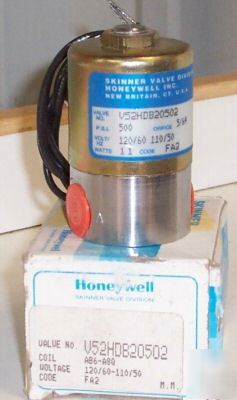 SKINNER VALVE DIVISION
HONEYWELL INC.
NEW BRITAIN, CT. U.S.A.
VALVE NO. V52HDB20502
P.S.I. 500 ORIFICE 5/64
VOLT/HZ 120/60 110/50
WATTS 11 CODE FA2
Honeywell
SKINNER VALVE DIVISION
VALVE NO. V52HDB20502
COIL AB6-A8Q
VOLTAGE 120/60-110/50
CODE FA2
M.M.